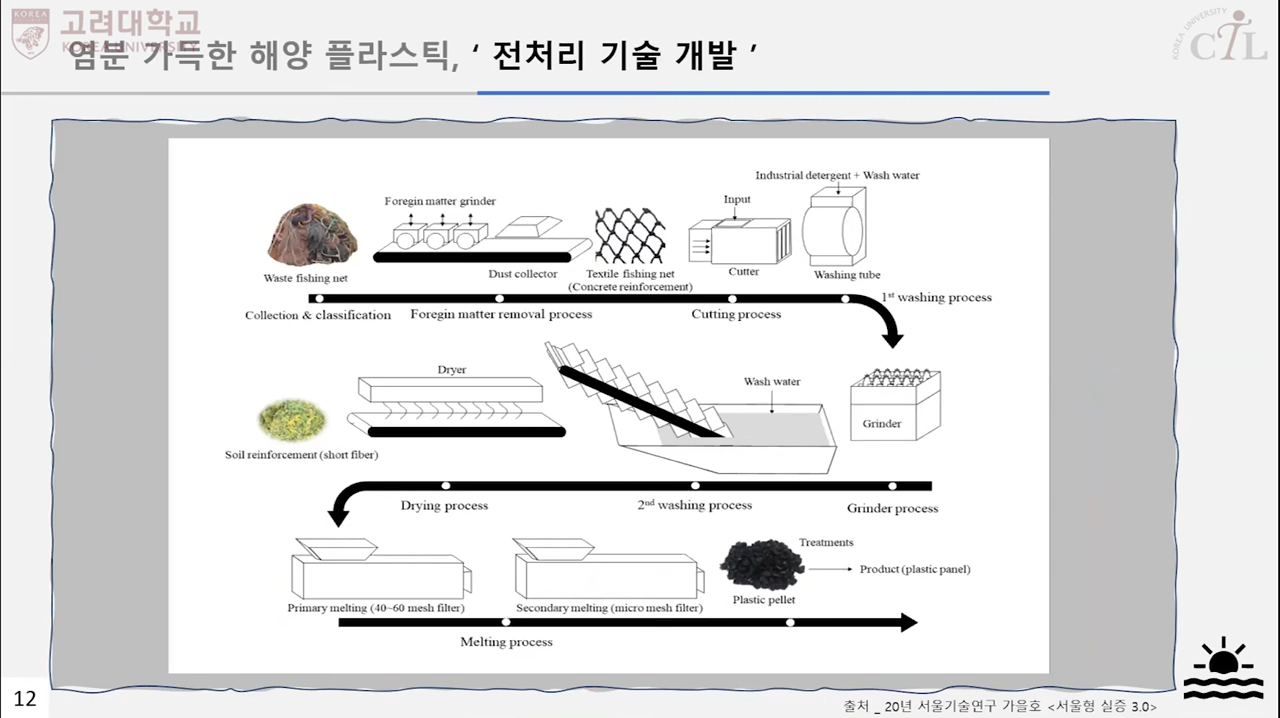 고려대학교
KOREA UNIVERSITY
염분 가득한 해양 플라스틱, ‘ 전처리 기술 개발 ’
KOREA UNIVERSITY
CTL
Industrial detergent + Wash water
Foregin matter grinder
Input
Waste fishing net
Dust collector
Textile fishing net
(Concrete reinforcement)
Cutter
Washing tube
1st washing process
Collection & classification
Foregin matter removal process
Cutting process
Dryer
Wash water
Grinder
Soil reinforcement (short fiber)
Drying process
2nd washing process
Grinder process
Treatments
Product (plastic panel)
Plastic pellet
Primary melting (40~60 mesh filter)
Secondary melting (micro mesh filter)
Melting process
12
출처 _ 20년 서울기술연구 가을호 <서울형 실증 3.0>